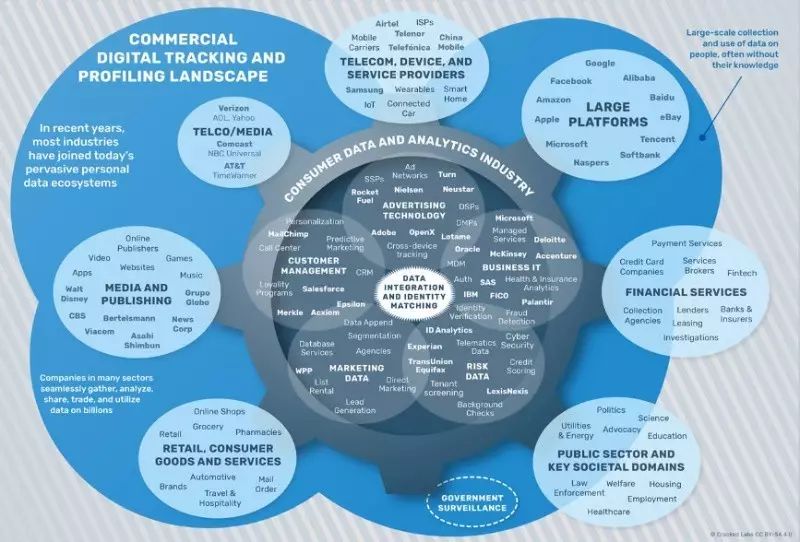 COMMERCIAL
DIGITAL TRACKING AND
PROFILING LANDSCAPE
In recent years,
most industries
have joined today's
pervasive personal
data ecosystems
Companies in many sectors
seamlessly gather, analyze,
share, trade, and utilize
data on billions
Large-scale collection
and use of data on
people, often without
their knowledge
Airtel ISPs
Telenor
Mobile Carriers
Telefónica
China Mobile
TELECOM, DEVICE, AND
SERVICE PROVIDERS
Samsung Wearables Smart Home
IoT Connected Car
Verizon
AOL, Yahoo
TELCO/MEDIA
Comcast
NBC Universal
AT&T
TimeWarner
Google
Facebook Alibaba
Amazon Baidu
LARGE
PLATFORMS
Apple eBay
Microsoft Tencent
Naspers Softbank
Online Publishers
Video Websites Games
Apps Music
MEDIA AND
PUBLISHING
Walt Disney
Grupo Globo
CBS Bertelsmann News Corp
Viacom Asahi Shimbun
Payment Services
Credit Card Companies
Services Brokers
Fintech
FINANCIAL SERVICES
Collection Agencies
Lenders
Leasing
Banks & Insurers
Investigations
Online Shops
Retail Grocery Pharmacies
RETAIL, CONSUMER
GOODS AND SERVICES
Brands Automotive Mail Order
Travel & Hospitality
Politics
Science
Utilities & Energy
Advocacy
Education
PUBLIC SECTOR AND
KEY SOCIETAL DOMAINS
Law Enforcement
Welfare Housing
Employment
Healthcare
GOVERNMENT
SURVEILLANCE
CONSUMER DATA AND ANALYTICS INDUSTRY
Ad Networks
SSPs Turn
Rocket Fuel
Nielsen Neustar
ADVERTISING
TECHNOLOGY
DSPs
DMPs
Adobe OpenX Lotame
Cross-device tracking
Personalization
MailChimp
Call Center
Predictive Marketing
CUSTOMER
MANAGEMENT
CRM
Loyalty Programs
Salesforce
Epsilon
Merkle Acxiom
Microsoft
Managed Services
Deloitte
Oracle McKinsey Accenture
MDM
BUSINESS IT
Auth SAS
Health & Insurance Analytics
IBM FICO Palantir
Identity Verification
Fraud Detection
DATA
INTEGRATION
AND IDENTITY
MATCHING
Data Append
Segmentation
Database Services
Agencies
MARKETING
DATA
WPP
List Rental
Direct Marketing
Lead Generation
ID Analytics
Experian
Telematics Data
Cyber Security
TransUnion
Equifax
RISK
DATA
Credit Scoring
Tenant screening
LexisNexis
Background Checks
© Cracked Labs CC BY-SA 4.0